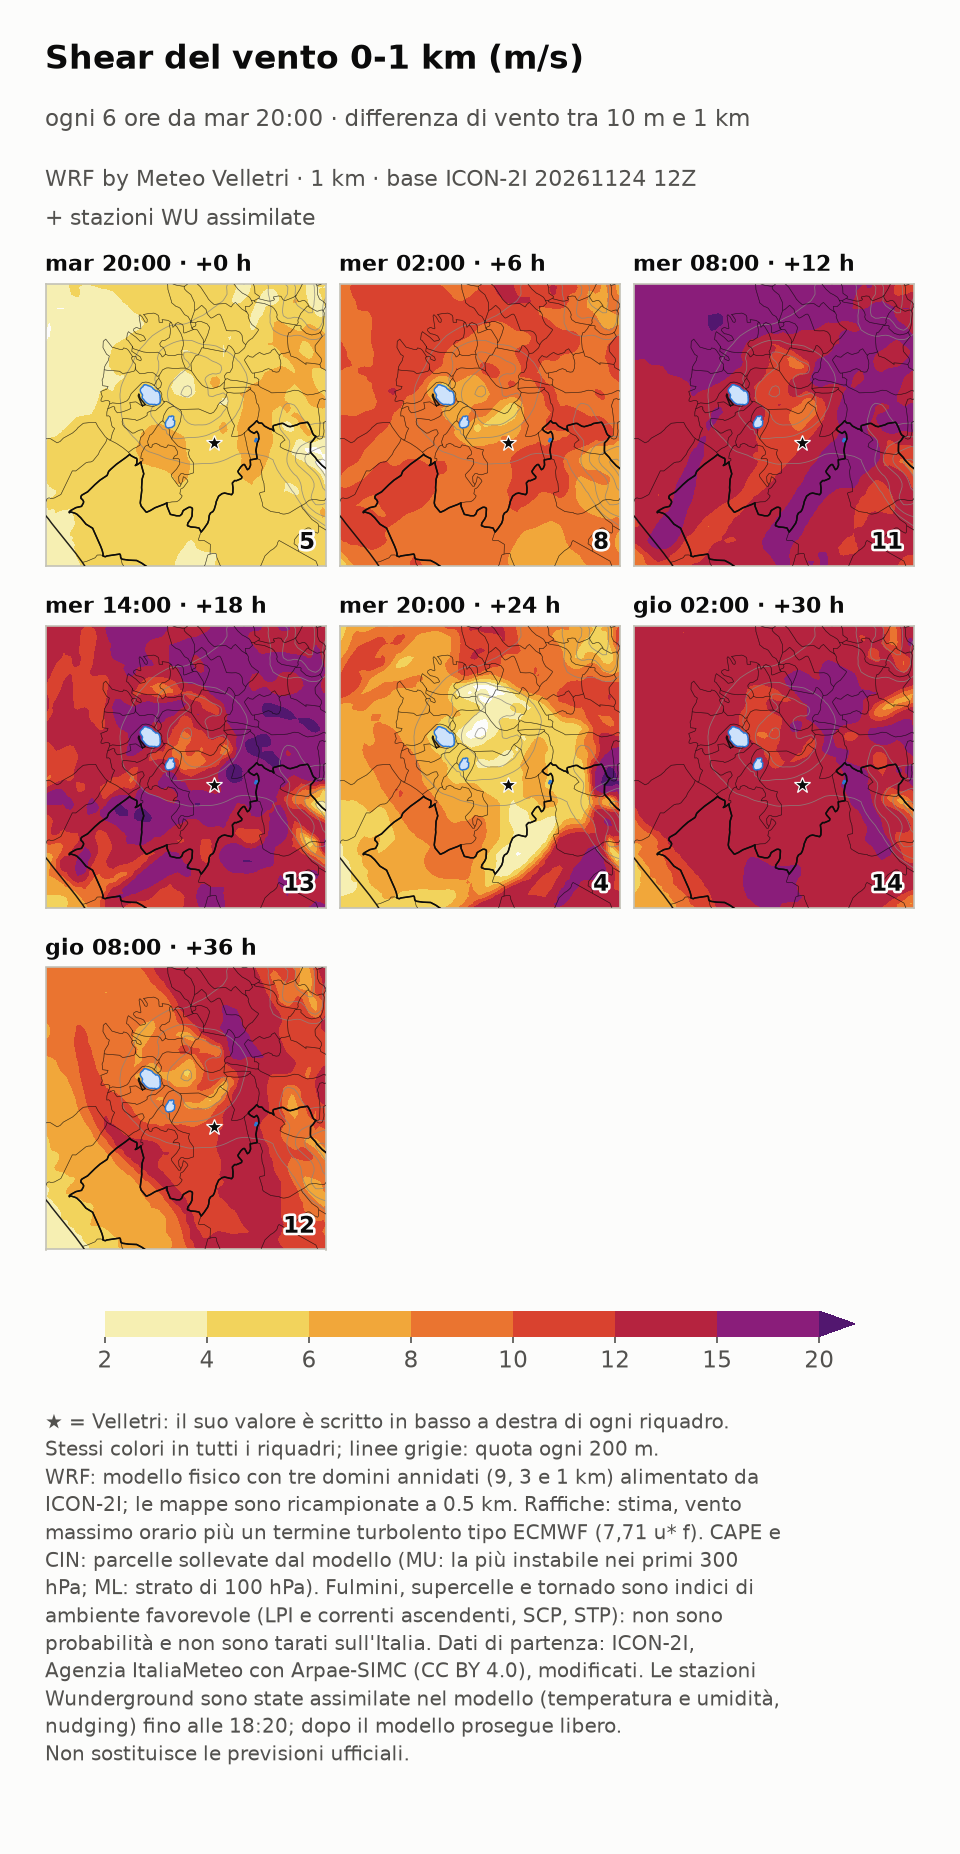 Shear del vento 0-1 km (m/s)
ogni 6 ore da mar 20:00 · differenza di vento tra 10 m e 1 km
WRF by Meteo Velletri · 1 km · base ICON-2I 20261124 12Z
+ stazioni WU assimilate
mar 20:00 · +0 h
mer 02:00 · +6 h
mer 08:00 · +12 h
5
8
11
mer 14:00 · +18 h
mer 20:00 · +24 h
gio 02:00 · +30 h
13
4
14
gio 08:00 · +36 h
12
2 4 6 8 10 12 15 20
★ = Velletri: il suo valore è scritto in basso a destra di ogni riquadro.
Stessi colori in tutti i riquadri; linee grigie: quota ogni 200 m.
WRF: modello fisico con tre domini annidati (9, 3 e 1 km) alimentato da
ICON-2I; le mappe sono ricampionate a 0.5 km. Raffiche: stima, vento
massimo orario più un termine turbolento tipo ECMWF (7,71 u* f). CAPE e
CIN: parcelle sollevate dal modello (MU: la più instabile nei primi 300
hPa; ML: strato di 100 hPa). Fulmini, supercelle e tornado sono indici di
ambiente favorevole (LPI e correnti ascendenti, SCP, STP): non sono
probabilità e non sono tarati sull'Italia. Dati di partenza: ICON-2I,
Agenzia ItaliaMeteo con Arpae-SIMC (CC BY 4.0), modificati. Le stazioni
Wunderground sono state assimilate nel modello (temperatura e umidità,
nudging) fino alle 18:20; dopo il modello prosegue libero.
Non sostituisce le previsioni ufficiali.